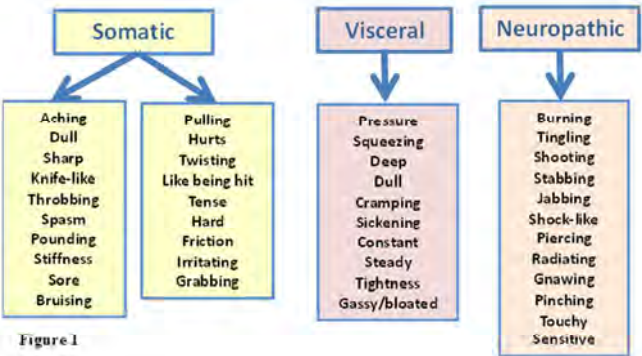 Somatic
Visceral
Neuropathic
Aching
Dull
Sharp
Knife-like
Throbbing
Spasm
Pounding
Stiffness
Sore
Bruising
Pulling
Hurts
Twisting
Like being hit
Tense
Hard
Friction
Irritating
Grabbing
Pressure
Squeezing
Deep
Dull
Cramping
Sickening
Constant
Steady
Tightness
Gassy/bloated
Burning
Tingling
Shooting
Stabbing
Jabbing
Shock-like
Piercing
Radiating
Gnawing
Pinching
Touchy
Sensitive
Figure 1